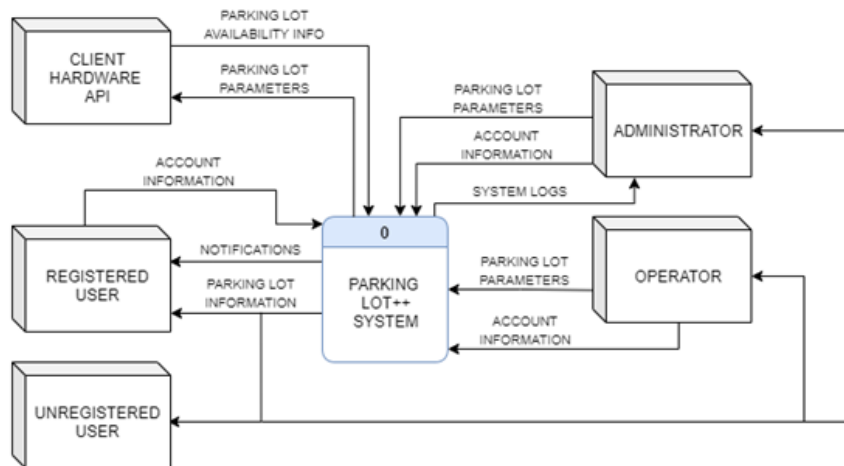 PARKING LOT
AVAILABILITY INFO
CLIENT
HARDWARE
API
PARKING LOT
PARAMETERS
PARKING LOT
PARAMETERS
ADMINISTRATOR
ACCOUNT
INFORMATION
ACCOUNT
INFORMATION
SYSTEM LOGS
0
NOTIFICATIONS
REGISTERED
USER
PARKING LOT
INFORMATION
PARKING
LOT++
SYSTEM
PARKING LOT
PARAMETERS
OPERATOR
ACCOUNT
INFORMATION
UNREGISTERED
USER